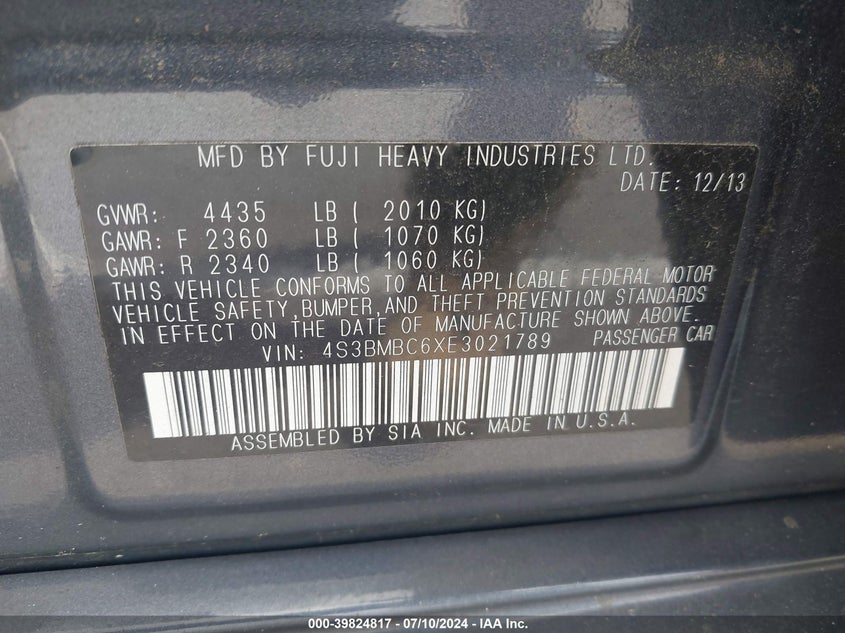 MFD BY FUJI HEAVY INDUSTRIES LTD.
DATE: 12/13
GVWR: 4435 LB ( 2010 KG)
GAWR: F 2360 LB ( 1070 KG)
GAWR: R 2340 LB ( 1060 KG)
THIS VEHICLE CONFORMS TO ALL APPLICABLE FEDERAL MOTOR
VEHICLE SAFETY,BUMPER,AND THEFT PREVENTION STANDARDS
IN EFFECT ON THE DATE OF MANUFACTURE SHOWN ABOVE.
VIN: 4S3BMBC6XE3021789 PASSENGER CAR
ASSEMBLED BY SIA INC. MADE IN U.S.A.
000-39824817 - 07/10/2024 - IAA Inc.